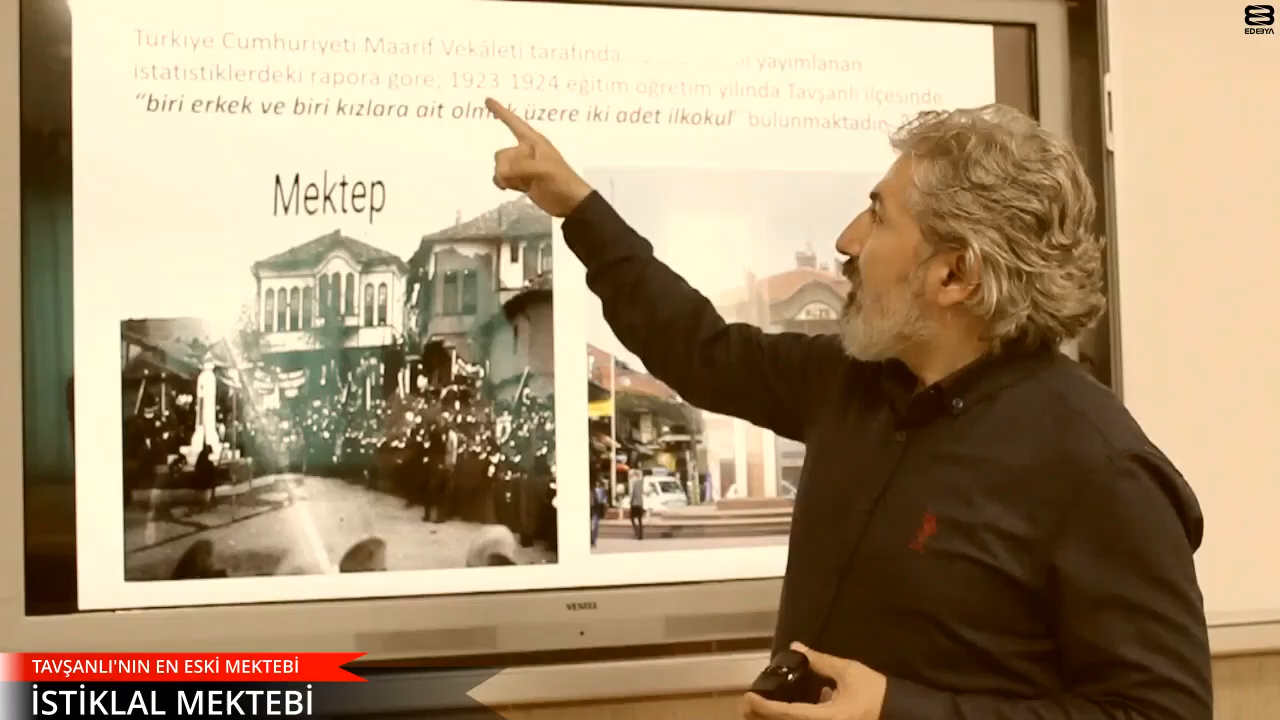 EDEBYA
Türkiye Cumhuriyeti Maarif Vekâleti tarafında yayımlanan
istatistiklerdeki rapora göre; 1923 1924 eğitim öğretim yılında Tavşanlı ilçesinde
“biri erkek ve biri kızlara ait olmak üzere iki adet ilkokul” bulunmaktadır.
Mektep
VESTEL
TAVŞANLI'NIN EN ESKİ MEKTEBİ
İSTİKLAL MEKTEBİ